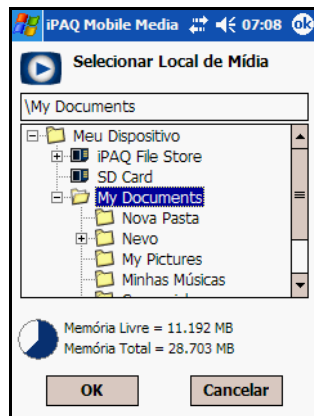 iPAQ Mobile Media 07:08 ok
Selecionar Local de Mídia
\My Documents
Meu Dispositivo
iPAQ File Store
SD Card
My Documents
Nova Pasta
Nevo
My Pictures
Minhas Músicas
Memória Livre = 11.192 MB
Memória Total = 28.703 MB
OK Cancelar